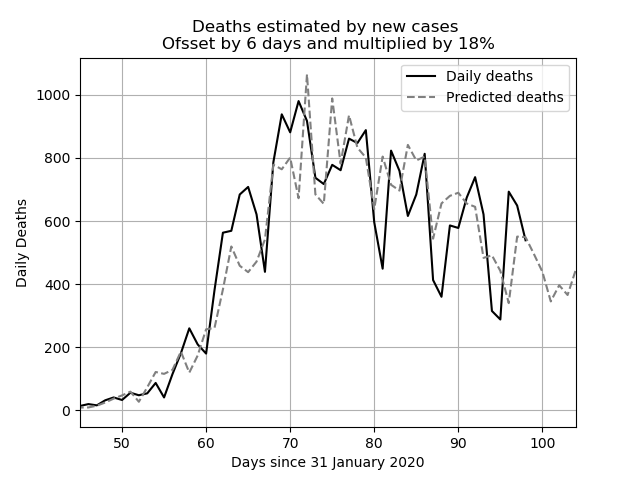 Deaths estimated by new cases
Ofsset by 6 days and multiplied by 18%
Daily deaths
Predicted deaths
1000
800
600
400
200
0
Daily Deaths
50 60 70 80 90 100
Days since 31 January 2020